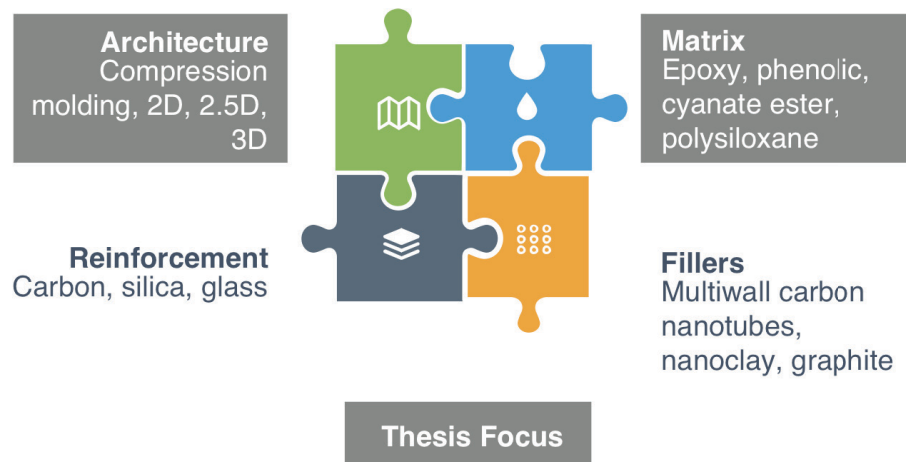 Architecture
Compression
molding, 2D, 2.5D,
3D
Matrix
Epoxy, phenolic,
cyanate ester,
polysiloxane
Reinforcement
Carbon, silica, glass
Fillers
Multiwall carbon
nanotubes,
nanoclay, graphite
Thesis Focus